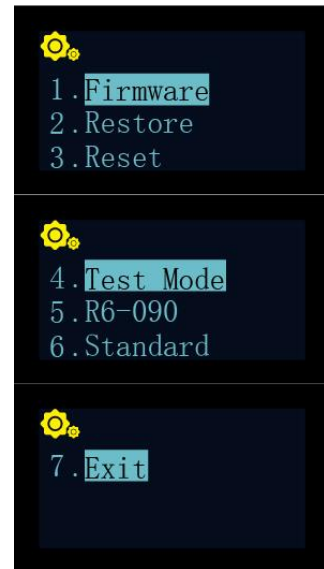 1.Firmware
2.Restore
3.Reset
4.Test Mode
5.R6-090
6.Standard
7.Exit